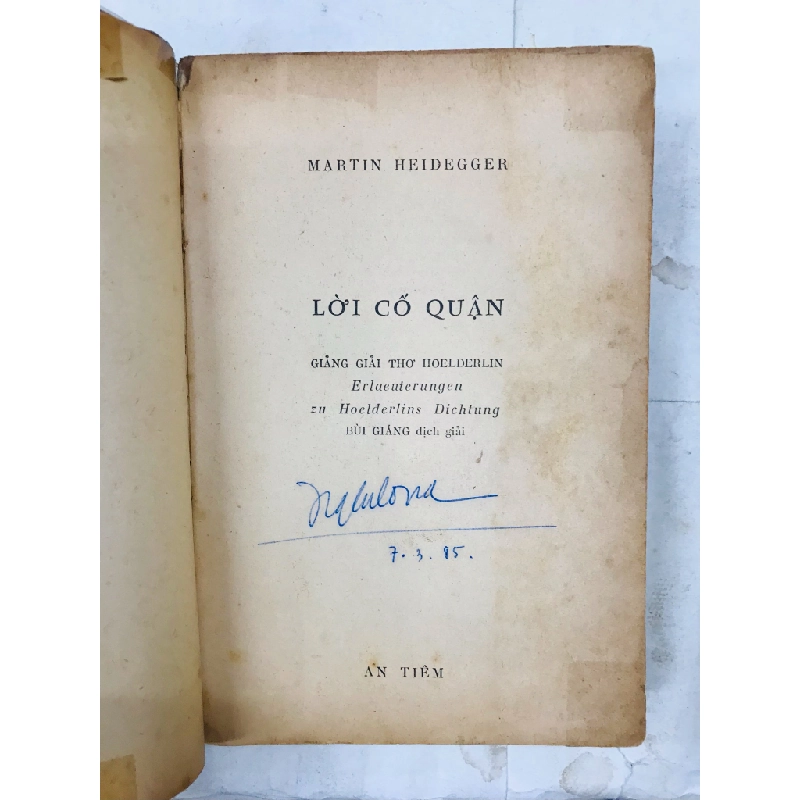 MARTIN HEIDEGGER
LỜI CỐ QUẬN
GIẢNG GIẢI THƠ HOELDERLIN
Erlaeuterungen
zu Hoelderlins Dichtung
BÙI GIÁNG dịch giải
7.3.85.
AN TIÊM